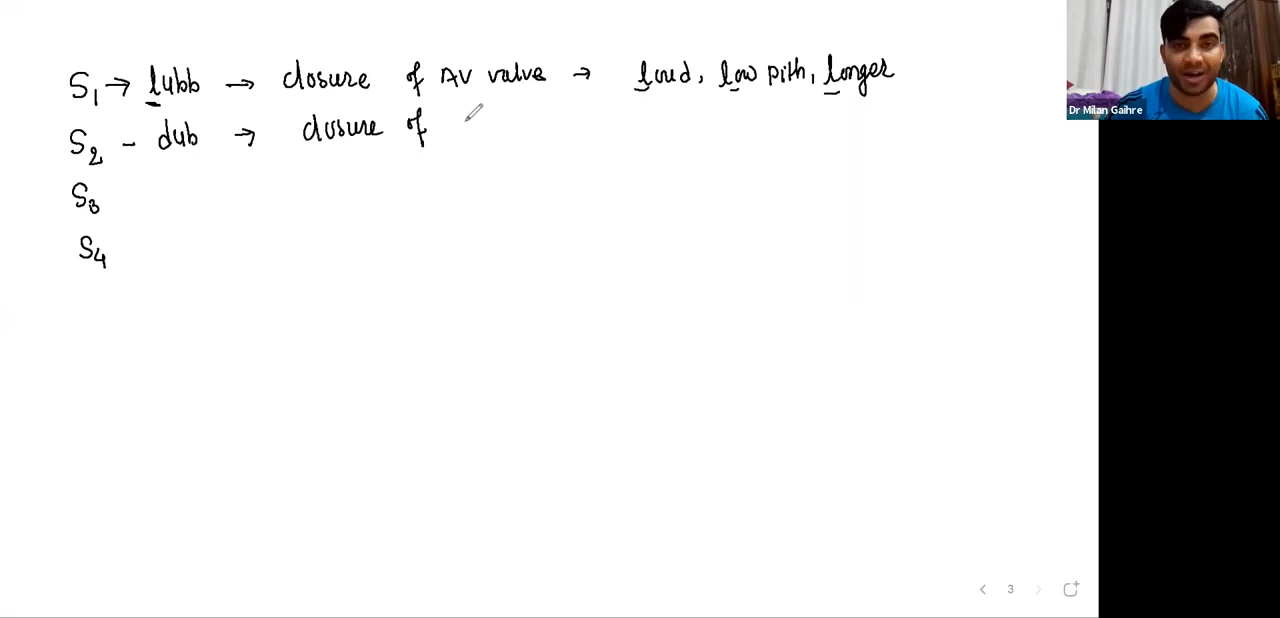 S1 → lubb → closure of AV valve → loud, low pith, longer
S2 - dub → closure of
S3
S4
Dr Milan Gaihre
3